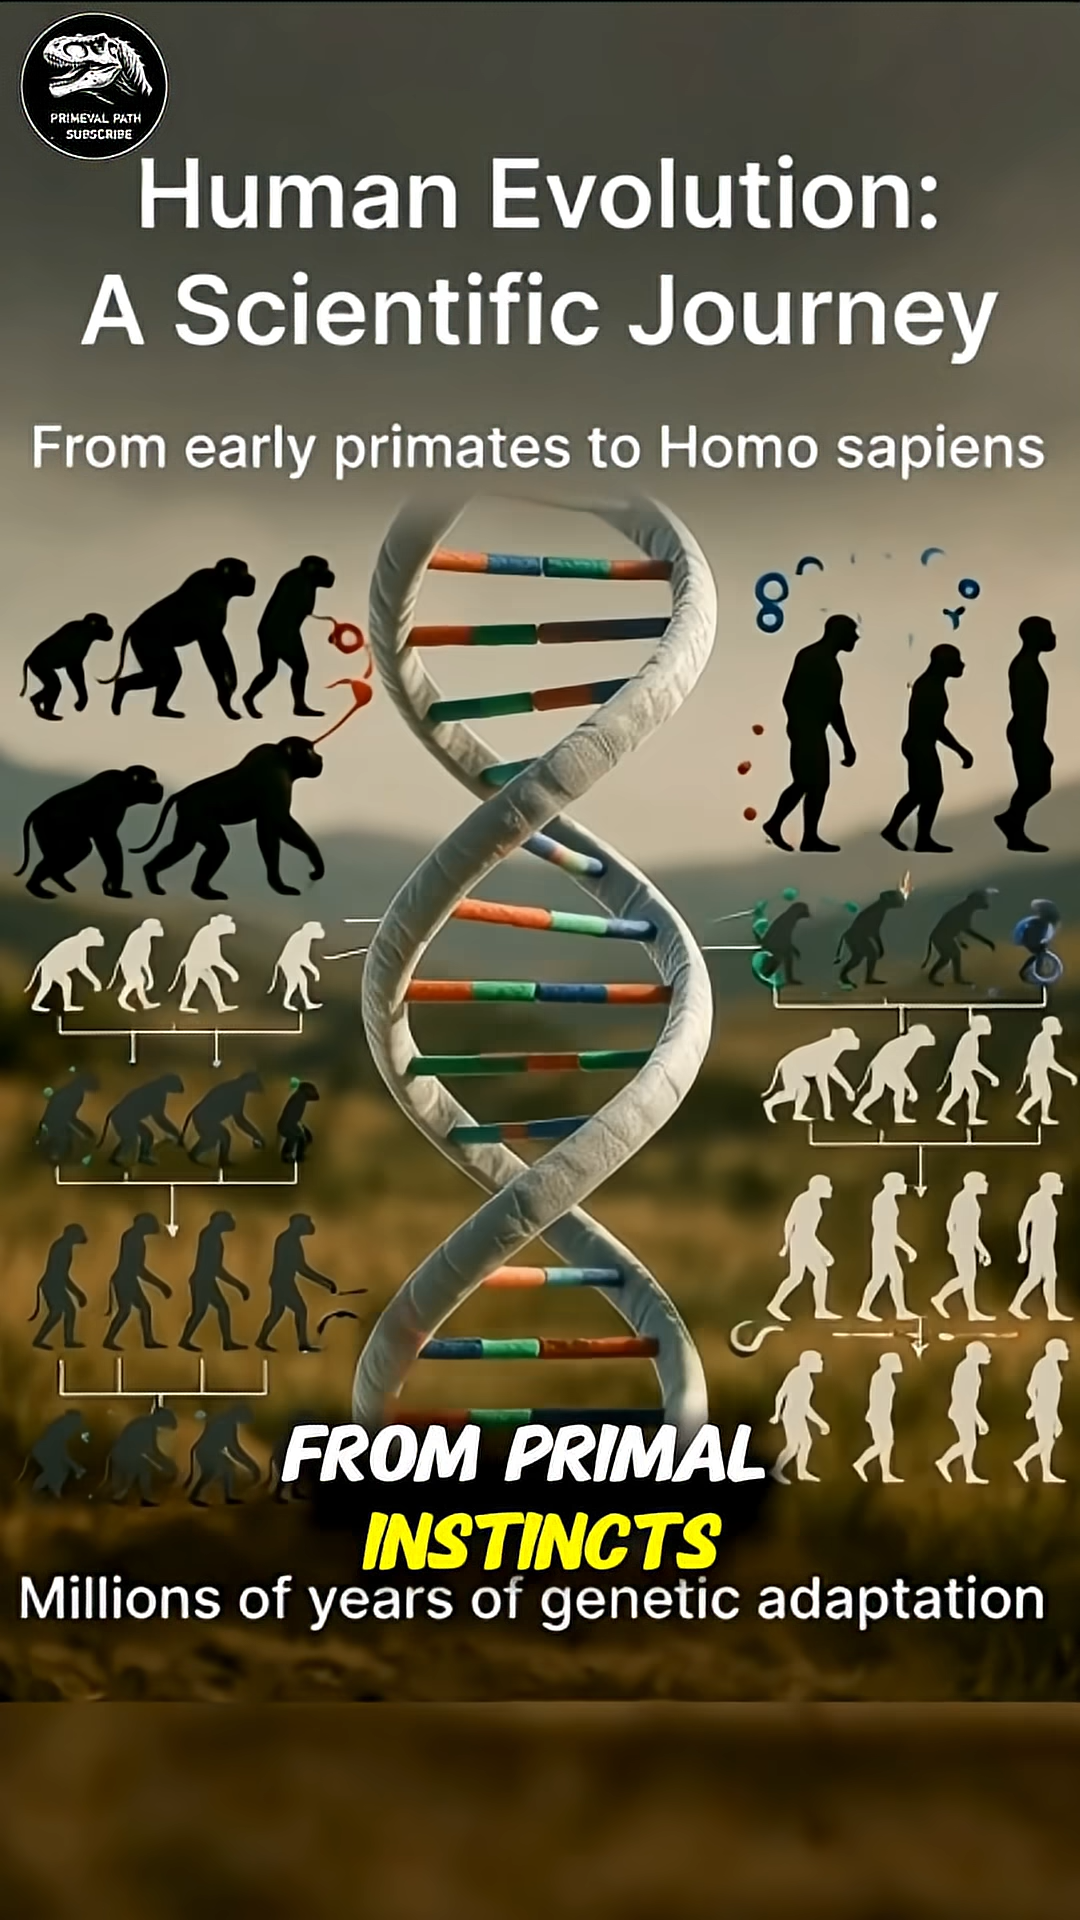 PRIMEVAL PATH
SUBSCRIBE
Human Evolution:
A Scientific Journey
From early primates to Homo sapiens
FROM PRIMAL
INSTINCTS
Millions of years of genetic adaptation